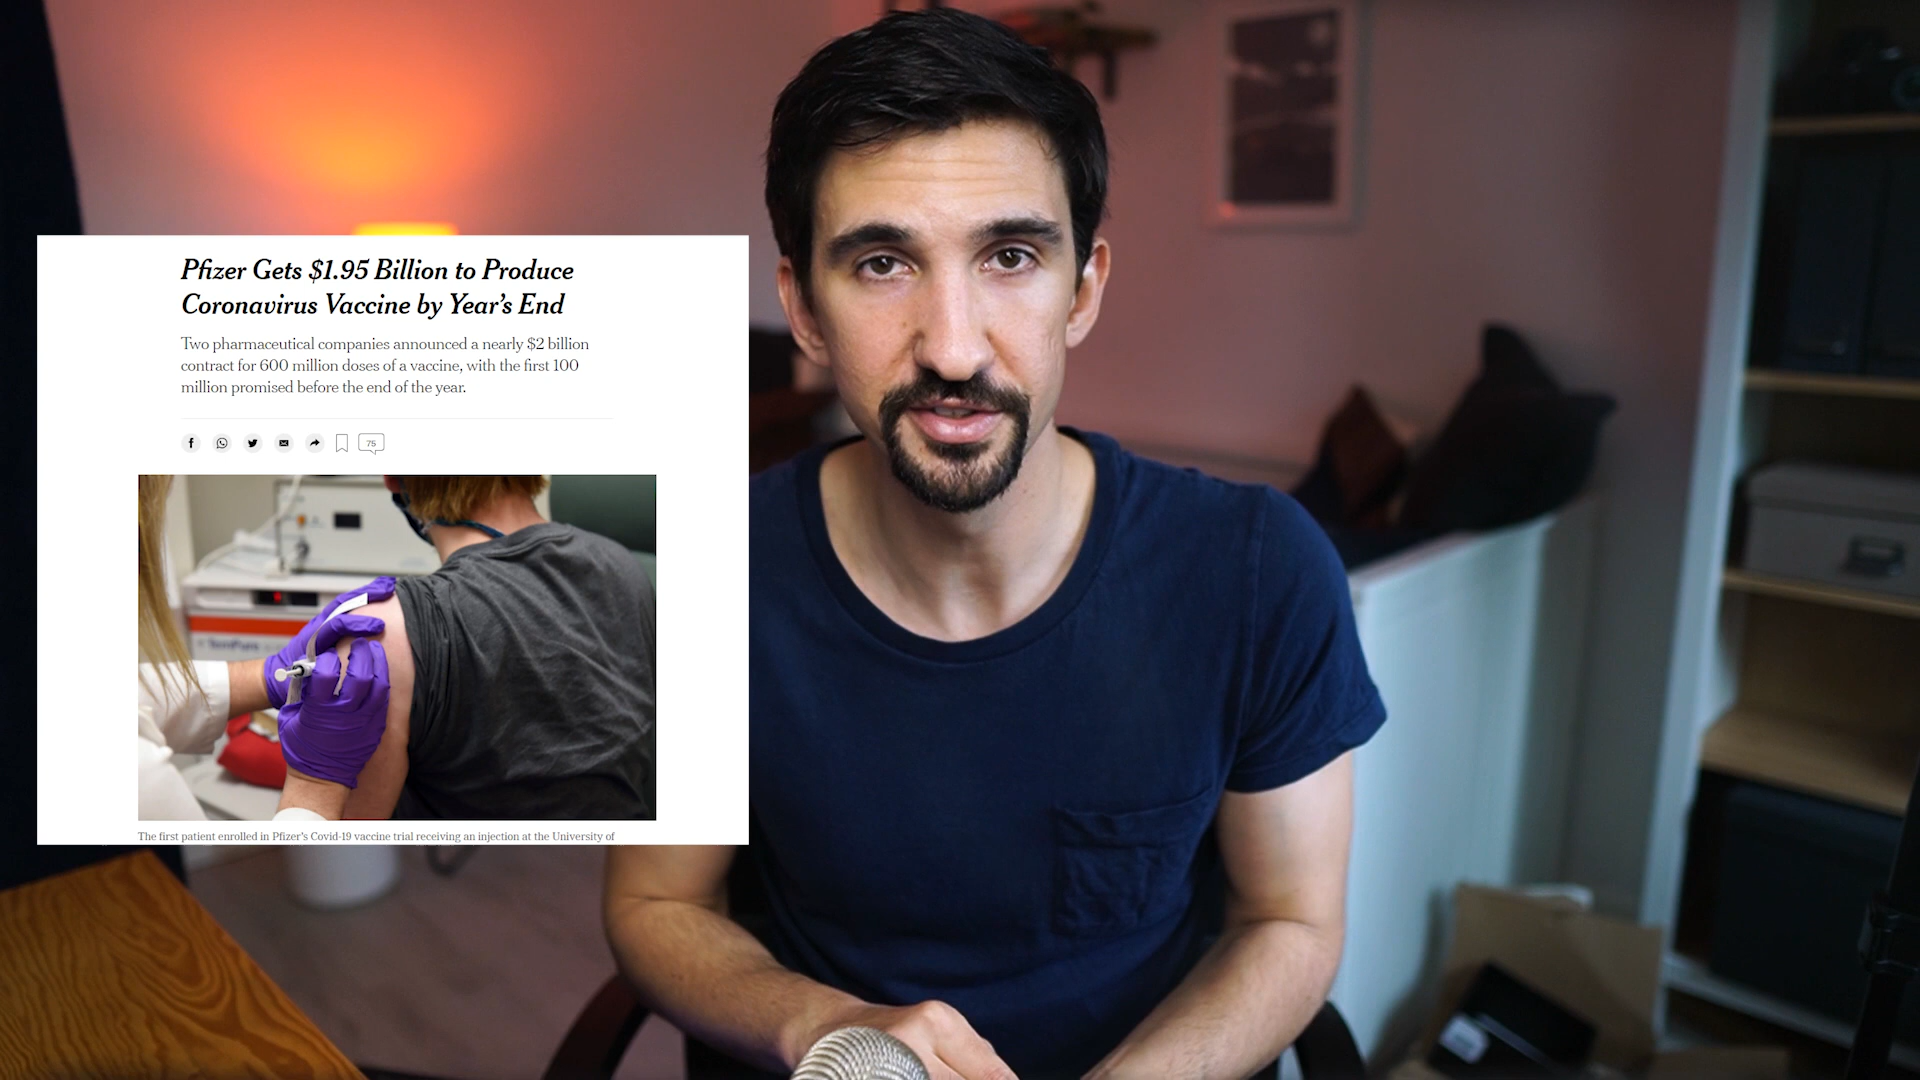 Pfizer Gets $1.95 Billion to Produce
Coronavirus Vaccine by Year’s End
Two pharmaceutical companies announced a nearly $2 billion
contract for 600 million doses of a vaccine, with the first 100
million promised before the end of the year.
75
The first patient enrolled in Pfizer’s Covid-19 vaccine trial receiving an injection at the University of